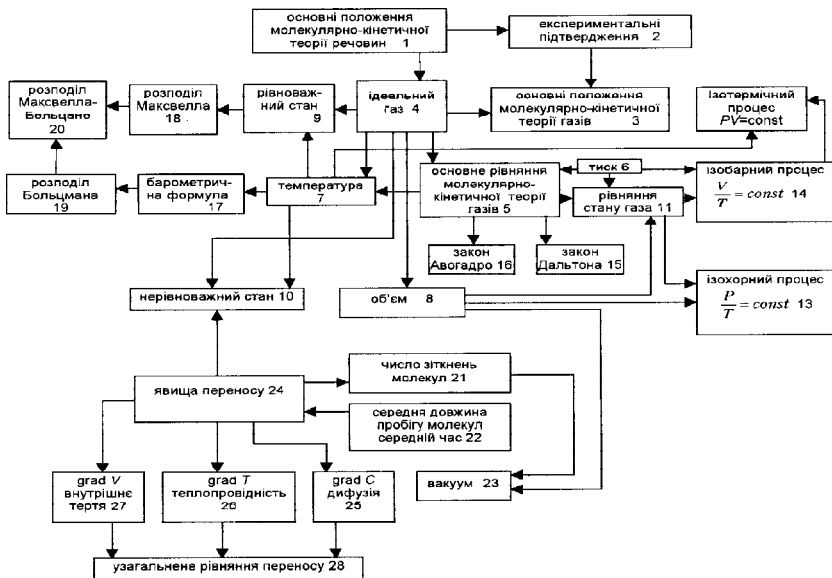 основні положення
молекулярно-кінетичної
теорії речовин 1
експериментальні
підтвердження 2
розподіл
Максвелла-
Больцано
20
розподіл
Максвелла
18
рівноваж-
ний стан
9
ідеальний
газ 4
основні положення
молекулярно-кінетичної
теорії газів 3
Ізотермічний
процес
PV=const
розподіл
Больцмана
19
барометрич-
на формула
17
температура
7
основне рівняння
молекулярно-
кінетичної теорії
газів 5
тиск 6
рівняння
стану газа 11
ізобарний процес
V/T = const 14
закон
Авогадро 16
закон
Дальтона 15
нерівноважний стан 10
об'єм 8
ізохорний процес
P/T = const 13
явища переносу 24
число зіткнень
молекул 21
середня довжина
пробігу молекул
середній час 22
grad V
внутрішнє
тертя 27
grad T
теплопровідність
26
grad C
дифузія
25
вакуум 23
узагальнене рівняння переносу 28